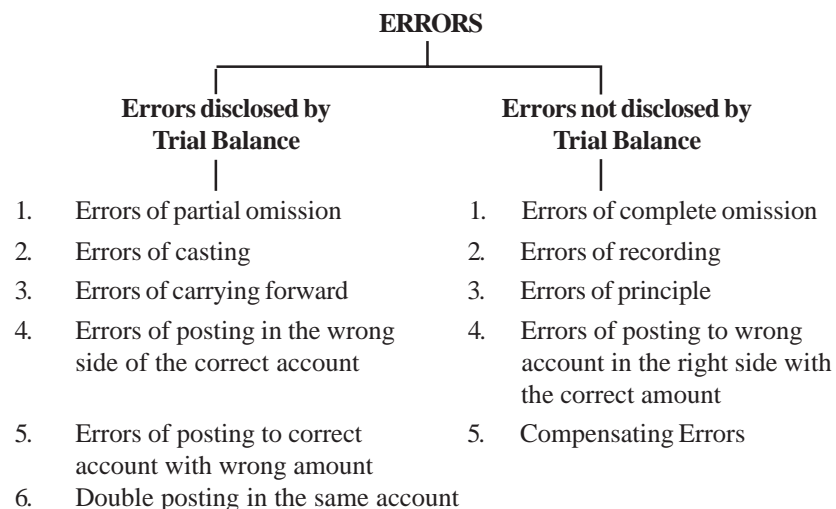 ERRORS
Errors disclosed by
Trial Balance
1. Errors of partial omission
2. Errors of casting
3. Errors of carrying forward
4. Errors of posting in the wrong
side of the correct account
5. Errors of posting to correct
account with wrong amount
6. Double posting in the same account
Errors not disclosed by
Trial Balance
1. Errors of complete omission
2. Errors of recording
3. Errors of principle
4. Errors of posting to wrong
account in the right side with
the correct amount
5. Compensating Errors